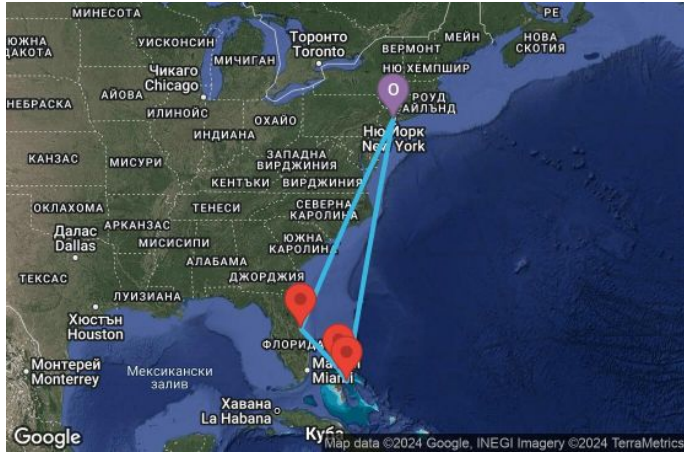 МИНЕСОТА
РЕ
ЮЖНА
ДАКОТА
УИСКОНСИН
Торонто
Toronto
МЕЙН
НОВА
СКОТИЯ
МИЧИГАН
ВЕРМОНТ
Чикаго
Chicago
НЮ ХЕМПШИР
НЕБРАСКА
АЙОВА
O
РОУД
АЙЛЪНД
ИЛИНОЙС
ОХАЙО
ИНДИАНА
Ню Йорк
New York
КАНЗАС
МИСУРИ
ЗАПАДНА
ВИРДЖИНИЯ
КЕНТЪКИ
ВИРДЖИНИЯ
ОКЛАХОМА
ТЕНЕСИ
СЕВЕРНА
КАРОЛИНА
АРКАНЗАС
Далас
Dallas
МИСИСИПИ
ЮЖНА
КАРОЛИНА
АЛАБАМА
ТЕКСАС
ДЖОРДЖИЯ
ЛУИЗИАНА
Хюстън
Houston
ФЛОРИДА
Монтерей
Monterrey
Мексикански
залив
Miami
Хавана
La Habana
Куба
Google
Map data ©2024 Google, INEGI Imagery ©2024 TerraMetrics